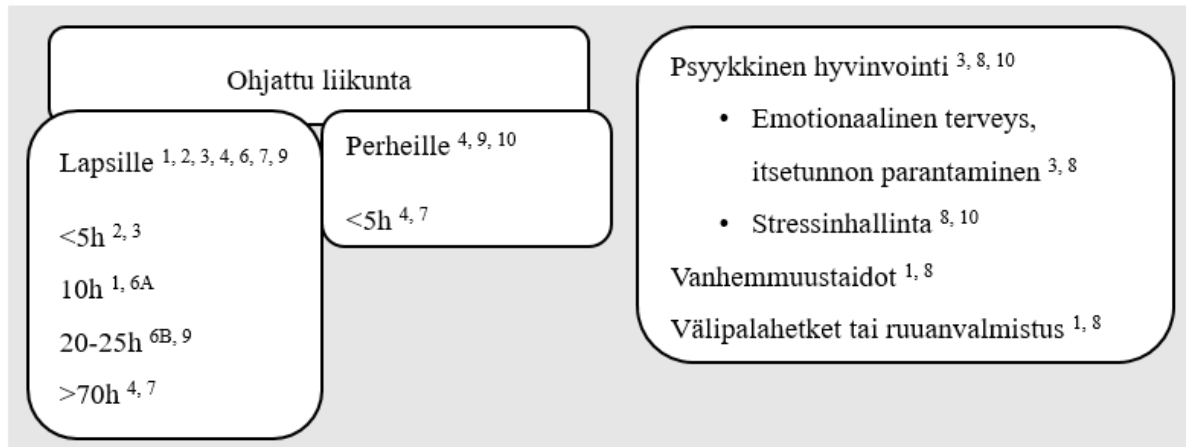 Ohjattu liikunta
Lapsille 1, 2, 3, 4, 6, 7, 9
<5h 2, 3
10h 1, 6A
20-25h 6B, 9
>70h 4, 7
Perheille 4, 9, 10
<5h 4, 7
Psyykkinen hyvinvointi 3, 8, 10
• Emotionaalinen terveys,
itsetunnon parantaminen 3, 8
• Stressinhallinta 8, 10
Vanhemmuustaidot 1, 8
Välipalahetket tai ruuanvalmistus 1, 8